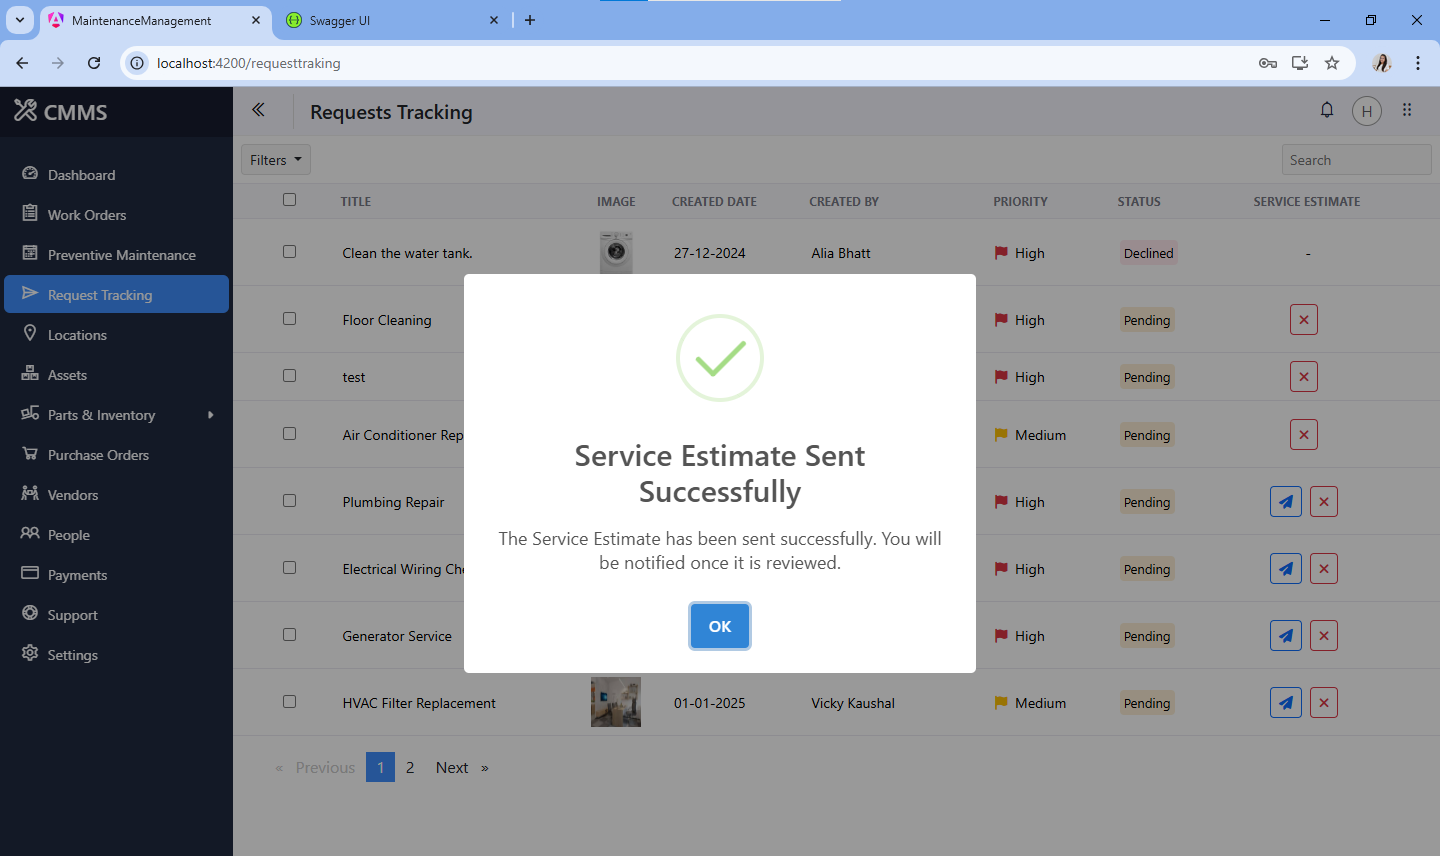 MaintenanceManagement
Swagger UI
localhost:4200/requesttraking
CMMS
Requests Tracking
H
Dashboard
Work Orders
Preventive Maintenance
Request Tracking
Locations
Assets
Parts & Inventory
Purchase Orders
Vendors
People
Payments
Support
Settings
Filters
Search
TITLE IMAGE CREATED DATE CREATED BY PRIORITY STATUS SERVICE ESTIMATE
Clean the water tank. 27-12-2024 Alia Bhatt High Declined -
Floor Cleaning High Pending
test High Pending
Air Conditioner Rep Medium Pending
Plumbing Repair High Pending
Electrical Wiring Che High Pending
Generator Service High Pending
HVAC Filter Replacement 01-01-2025 Vicky Kaushal Medium Pending
« Previous 1 2 Next »
Service Estimate Sent
Successfully
The Service Estimate has been sent successfully. You will
be notified once it is reviewed.
OK